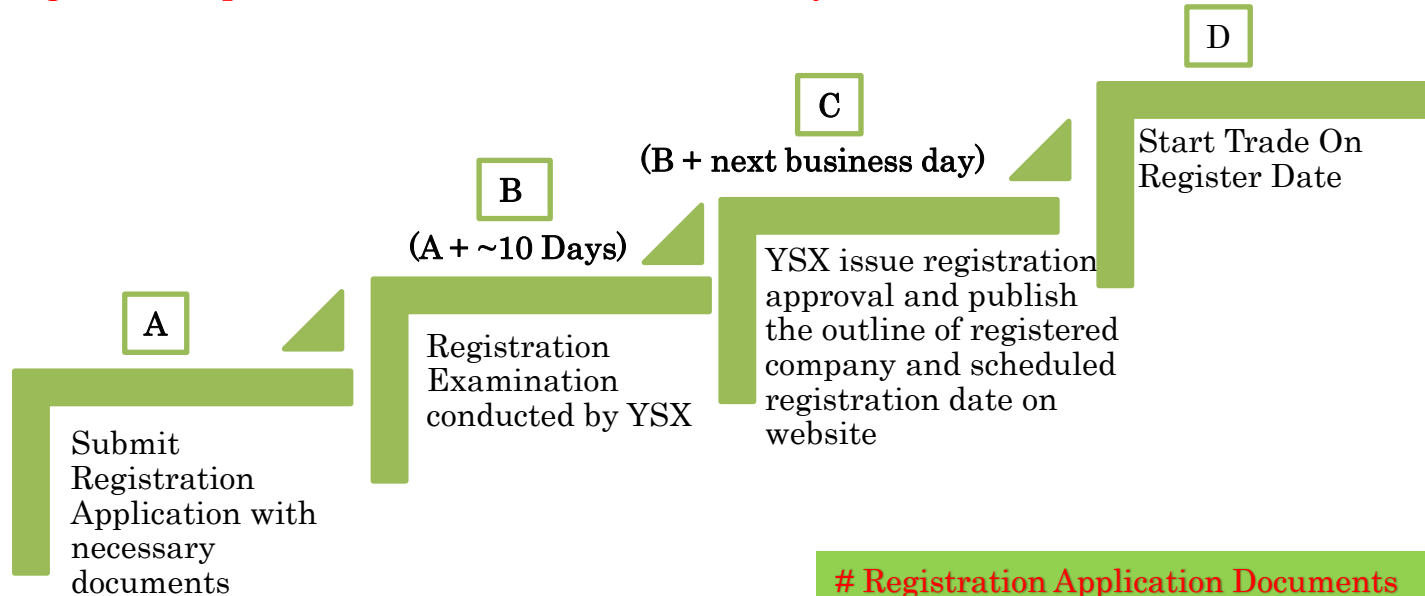 A
Submit
Registration
Application with
necessary
documents
B
(A + ~10 Days)
Registration
Examination
conducted by YSX
C
(B + next business day)
YSX issue registration
approval and publish
the outline of registered
company and scheduled
registration date on
website
D
Start Trade On
Register Date
# Registration Application Documents